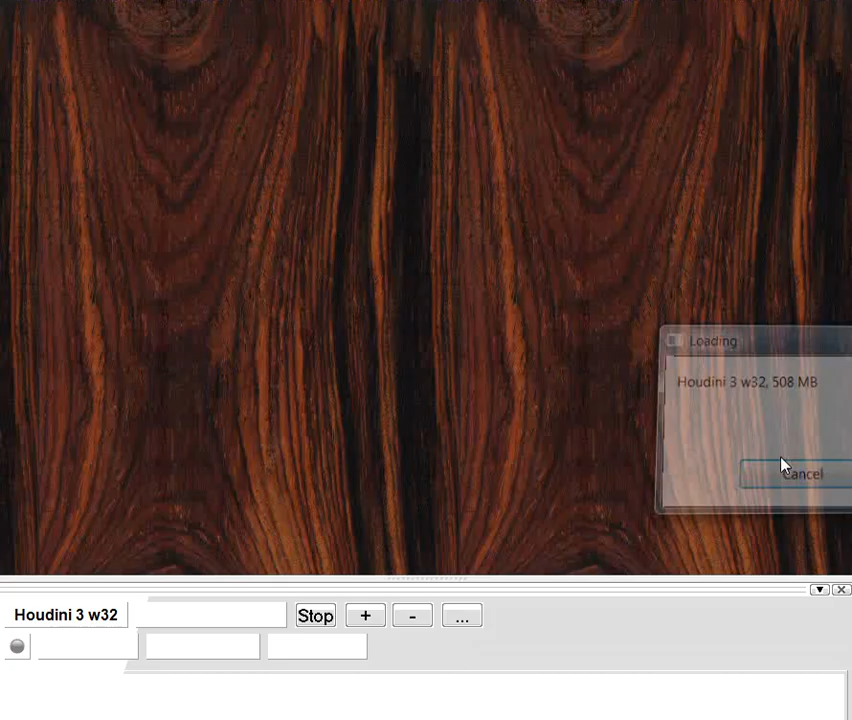 Loading
Houdini 3 w32, 508 MB
Cancel
Houdini 3 w32
Stop
+
-
...